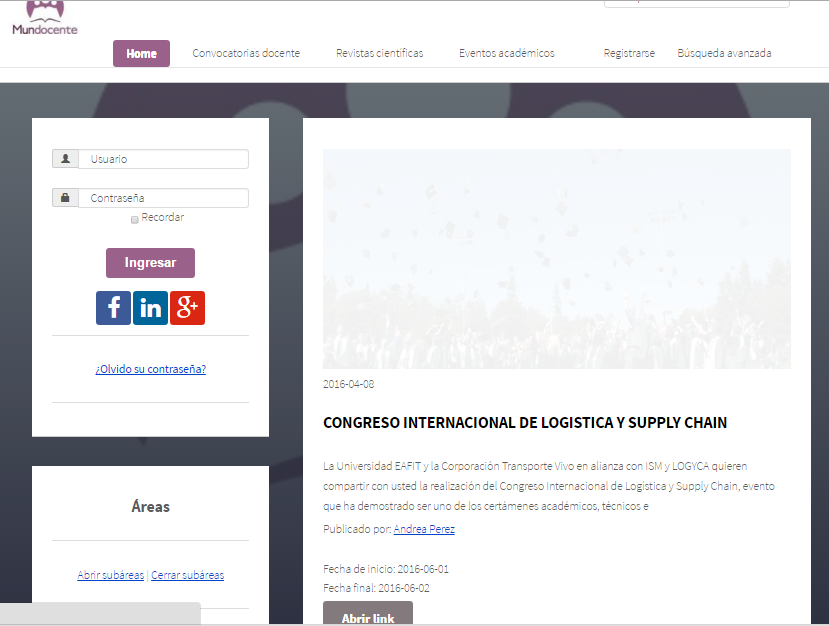 Mundocente
Home
Convocatorias docente
Revistas científicas
Eventos académicos
Registrarse
Búsqueda avanzada
Usuario
Contraseña
Recordar
Ingresar
f in g+
¿Olvido su contraseña?
Áreas
Abrir subáreas | Cerrar subáreas
2016-04-08
CONGRESO INTERNACIONAL DE LOGISTICA Y SUPPLY CHAIN
La Universidad EAFIT y la Corporación Transporte Vivo en alianza con ISM y LOGYCA quieren
compartir con usted la realización del Congreso Internacional de Logística y Supply Chain, evento
que ha demostrado ser uno de los certámenes académicos, técnicos e
Publicado por: Andrea Perez
Fecha de inicio: 2016-06-01
Fecha final: 2016-06-02
Abrir link